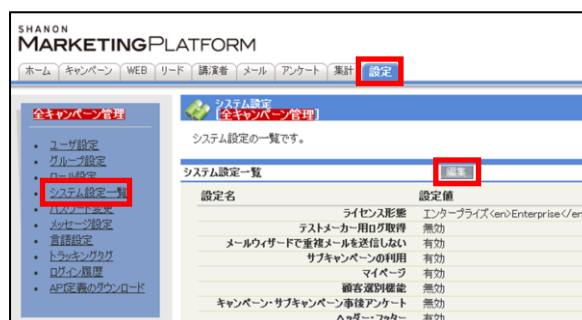 SHANON
MARKETINGPLATFORM
ホーム キャンペーン WEB リード 講演者 メール アンケート 集計 設定
全キャンペーン管理
ユーザ設定
グループ設定
ロール設定
システム設定一覧
パスワード変更
メッセージ設定
言語設定
トラッキングタグ
ログイン履歴
API定義のダウンロード
システム設定
[全キャンペーン管理]
システム設定の一覧です。
システム設定一覧 編集
設定名 設定値
ライセンス形態 エンタープライズ<en>Enterprise</en
テストメーカー用ログ取得 無効
メールウィザードで重複メールを送信しない 有効
サブキャンペーンの利用 有効
マイページ 有効
顧客選別機能 有効
キャンペーン・サブキャンペーン事後アンケート 無効
ヘッダー・フッター 有効